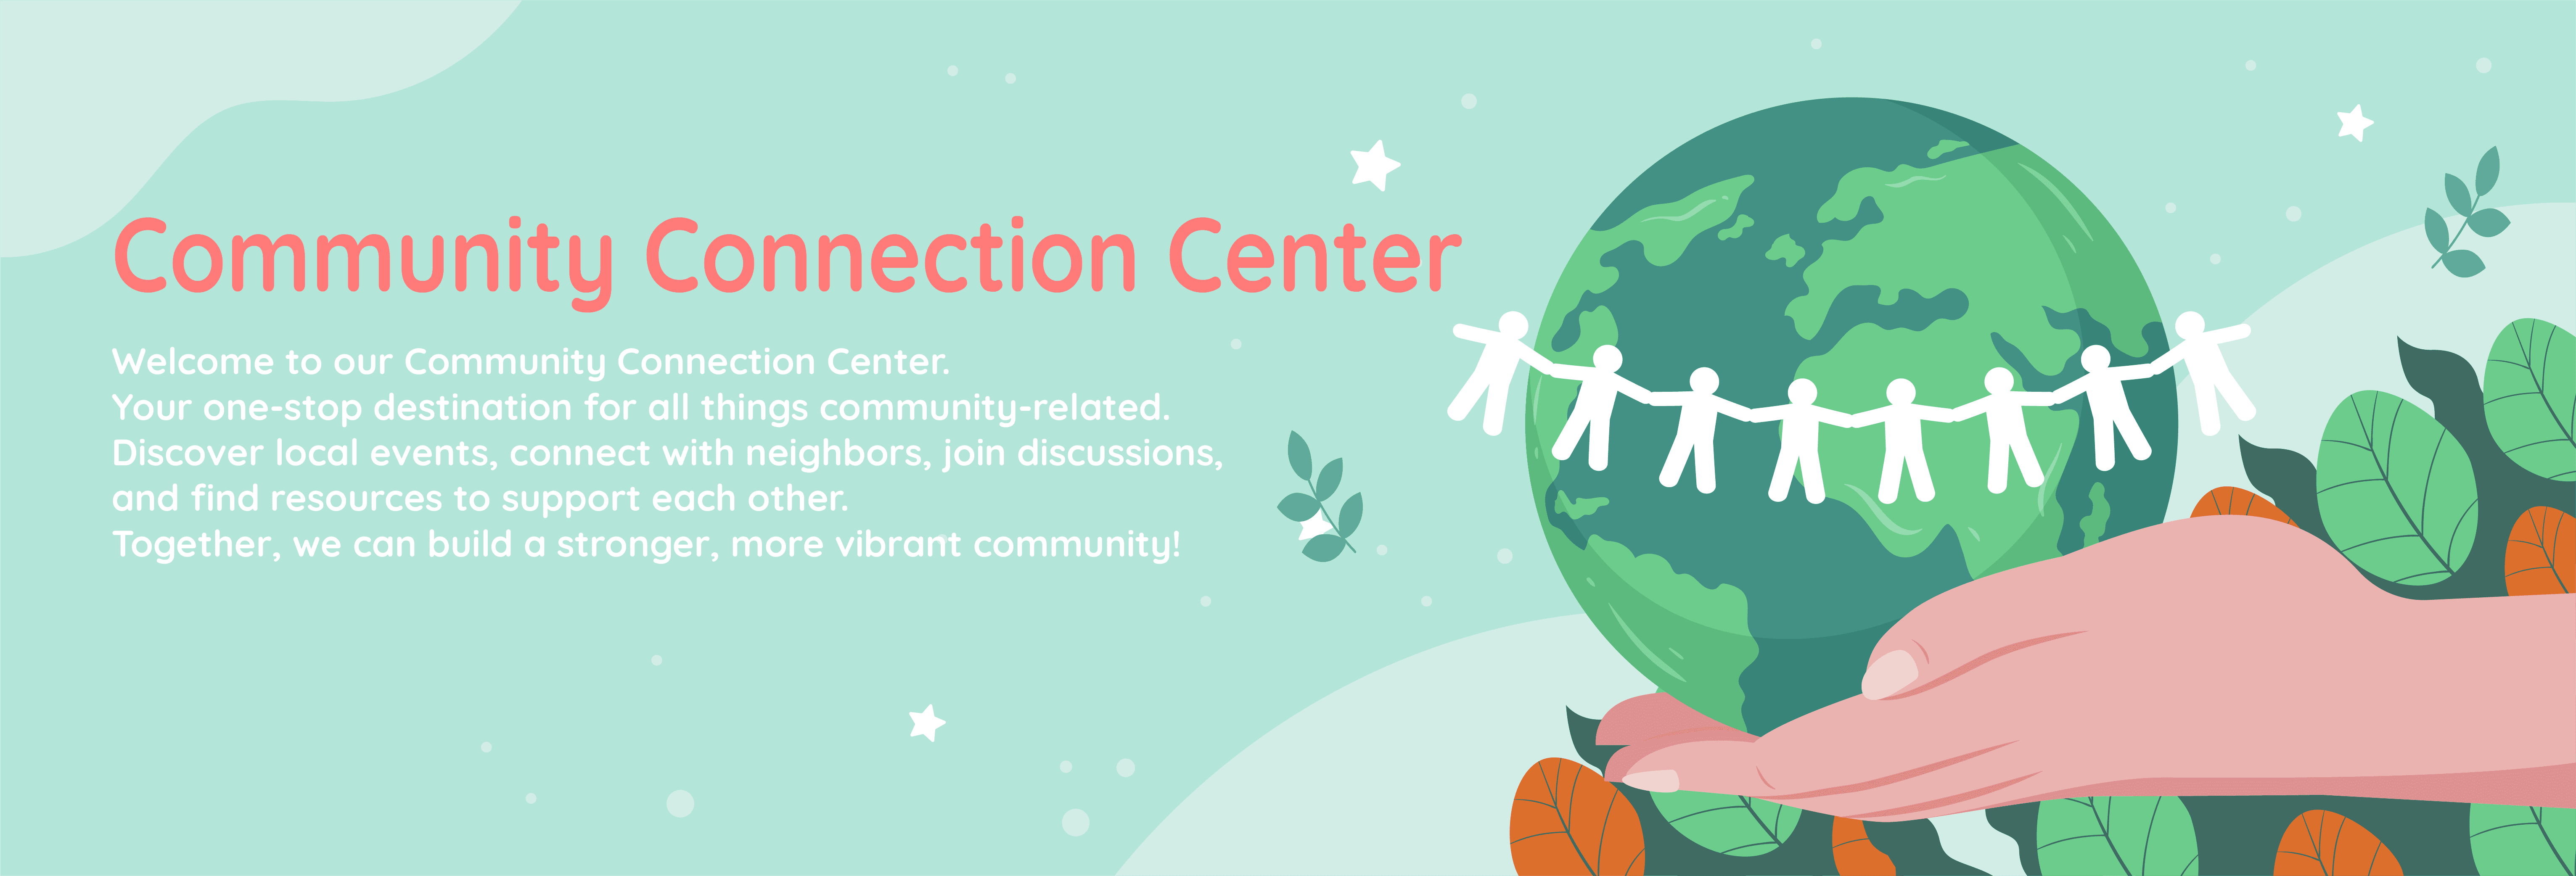 Community Connection Center
Welcome to our Community Connection Center.
Your one-stop destination for all things community-related.
Discover local events, connect with neighbors, join discussions,
and find resources to support each other.
Together, we can build a stronger, more vibrant community!